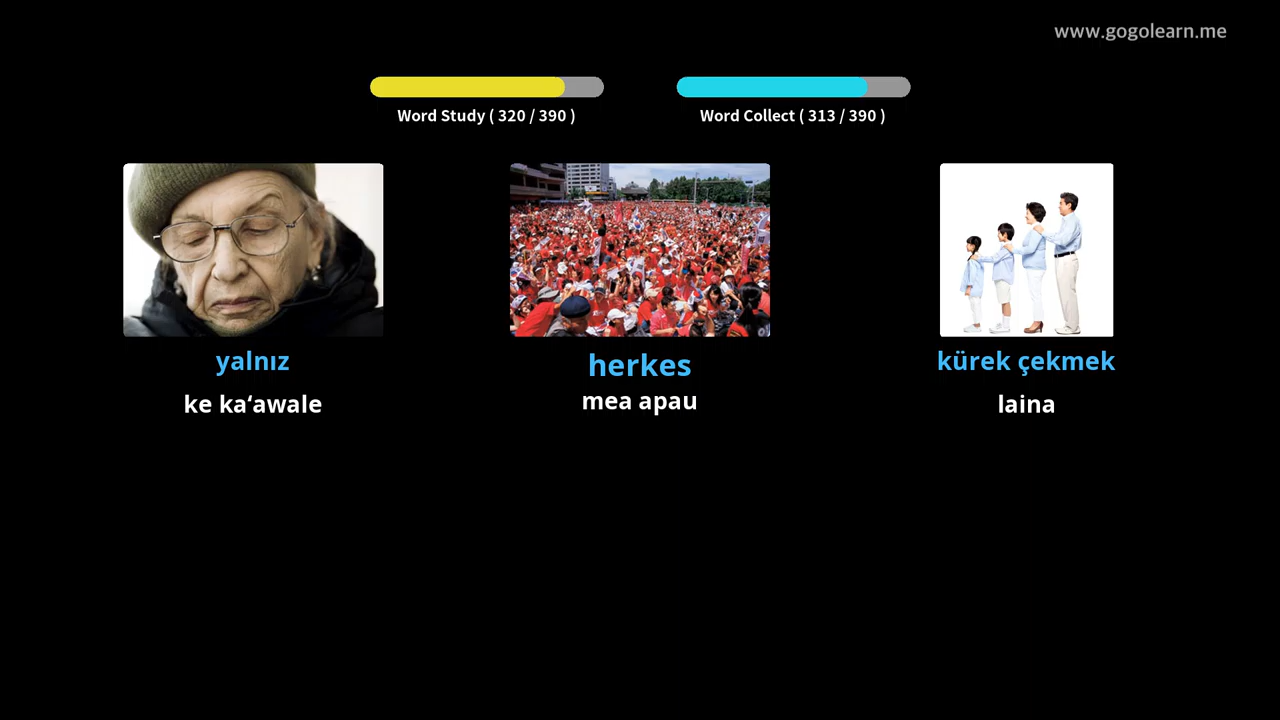 www.gogolearn.me
Word Study ( 320 / 390 )
Word Collect ( 313 / 390 )
yalnız
herkes
kürek çekmek
ke kaʻawale
mea apau
laina